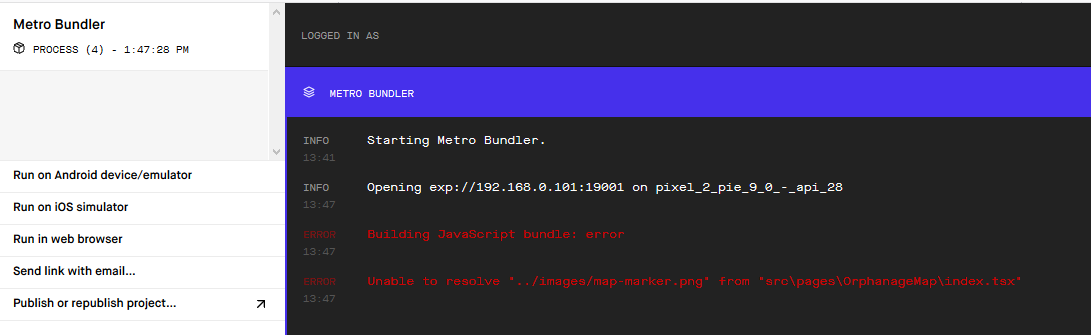 Metro Bundler
PROCESS (4) - 1:47:28 PM
Run on Android device/emulator
Run on iOS simulator
Run in web browser
Send link with email...
Publish or republish project...
LOGGED IN AS
METRO BUNDLER
INFO Starting Metro Bundler.
13:41
INFO Opening exp://192.168.0.101:19001 on pixel_2_pie_9_0_-_api_28
13:47
ERROR Building JavaScript bundle: error
13:47
ERROR Unable to resolve "../images/map-marker.png" from "src\pages\OrphanageMap\index.tsx"
13:47